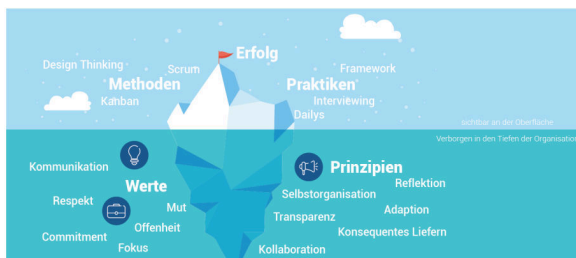 Erfolg
Design Thinking
Scrum
Framework
Methoden
Praktiken
Kanban
Interviewing
Dailys
sichtbar an der Oberfläche
Verborgen in den Tiefen der Organisation
Kommunikation
Prinzipien
Werte
Reflektion
Selbstorganisation
Respekt
Mut
Adaption
Transparenz
Offenheit
Konsequentes Liefern
Commitment
Fokus
Kollaboration